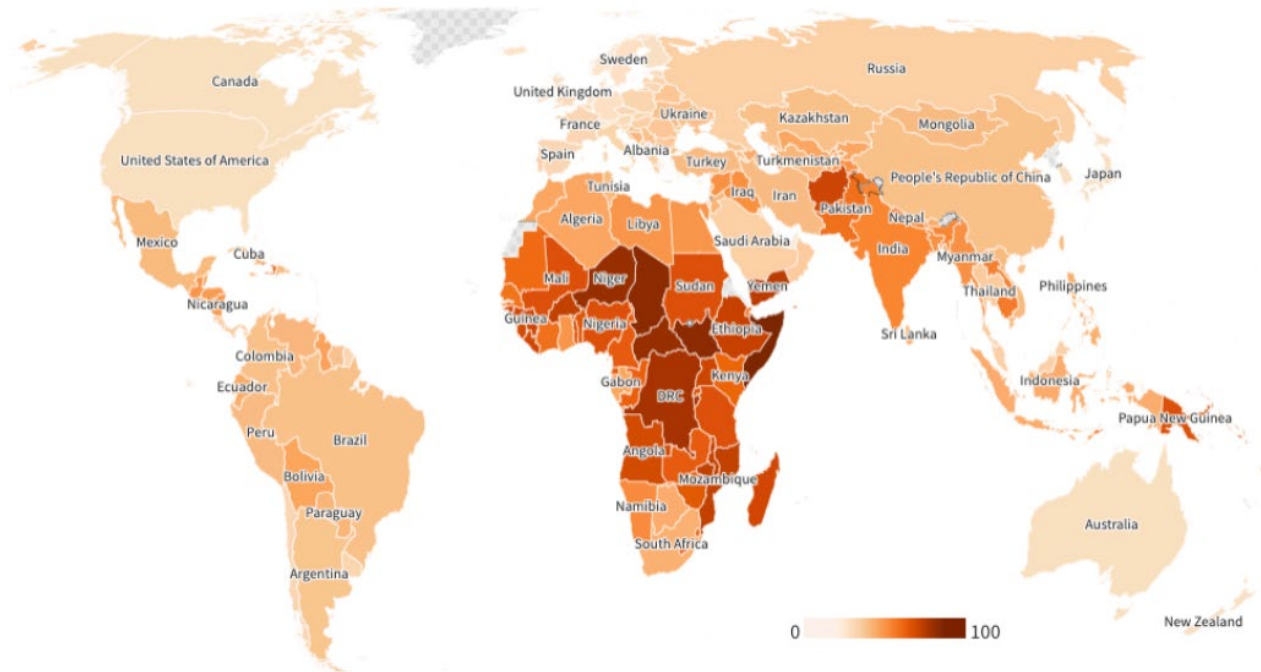 Sweden
Russia
Canada
United Kingdom
Ukraine
Kazakhstan
Mongolia
France
Albania
Spain
Turkey
Turkmenistan
United States of America
People's Republic of China
Japan
Tunisia
Iraq
Iran
Pakistan
Nepal
Algeria
Libya
Mexico
Saudi Arabia
India
Cuba
Myanmar
Mali
Niger
Sudan
Yemen
Thailand
Philippines
Nicaragua
Guinea
Nigeria
Ethiopia
Sri Lanka
Colombia
Kenya
Gabon
Indonesia
Ecuador
DRC
Papua New Guinea
Peru
Brazil
Angola
Bolivia
Mozambique
Namibia
Paraguay
Australia
South Africa
Argentina
New Zealand
0 100